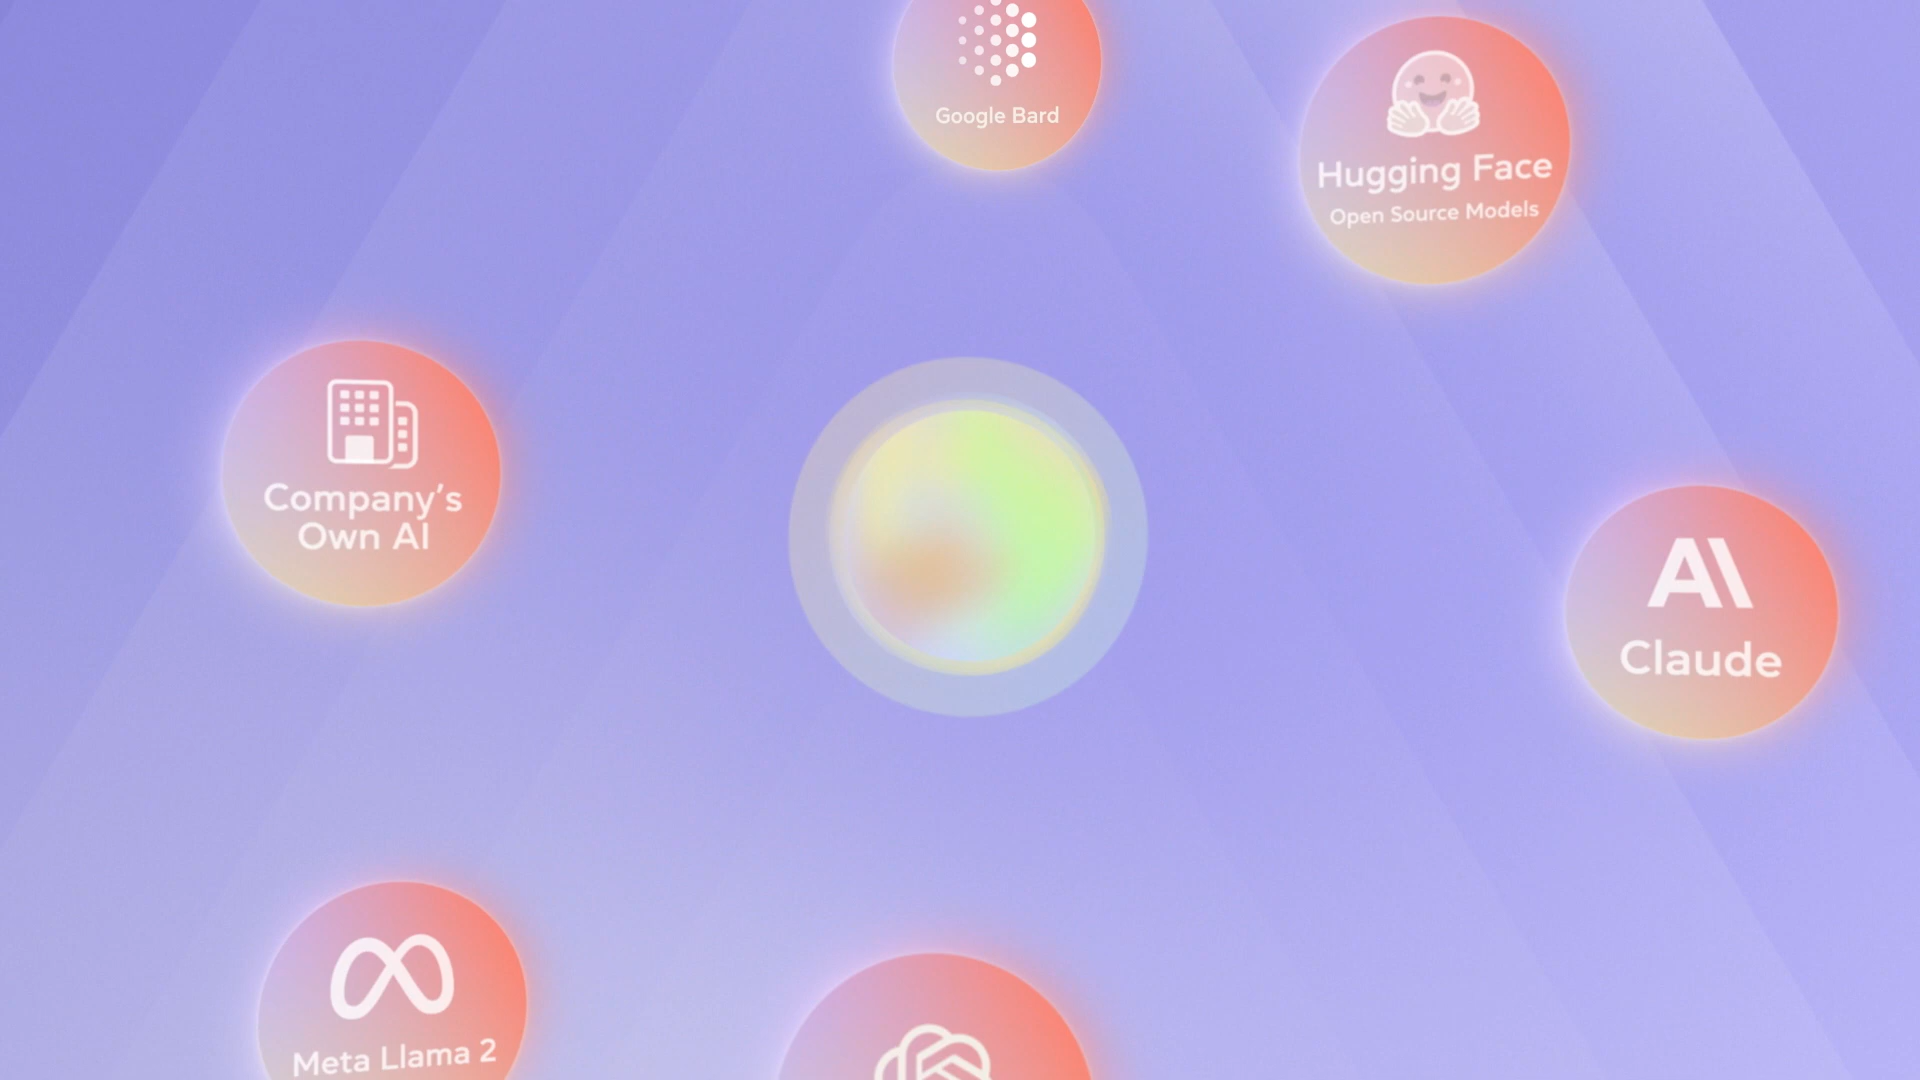 Google Bard
Hugging Face
Open Source Models
Company’s
Own AI
A\
Claude
Meta Llama 2